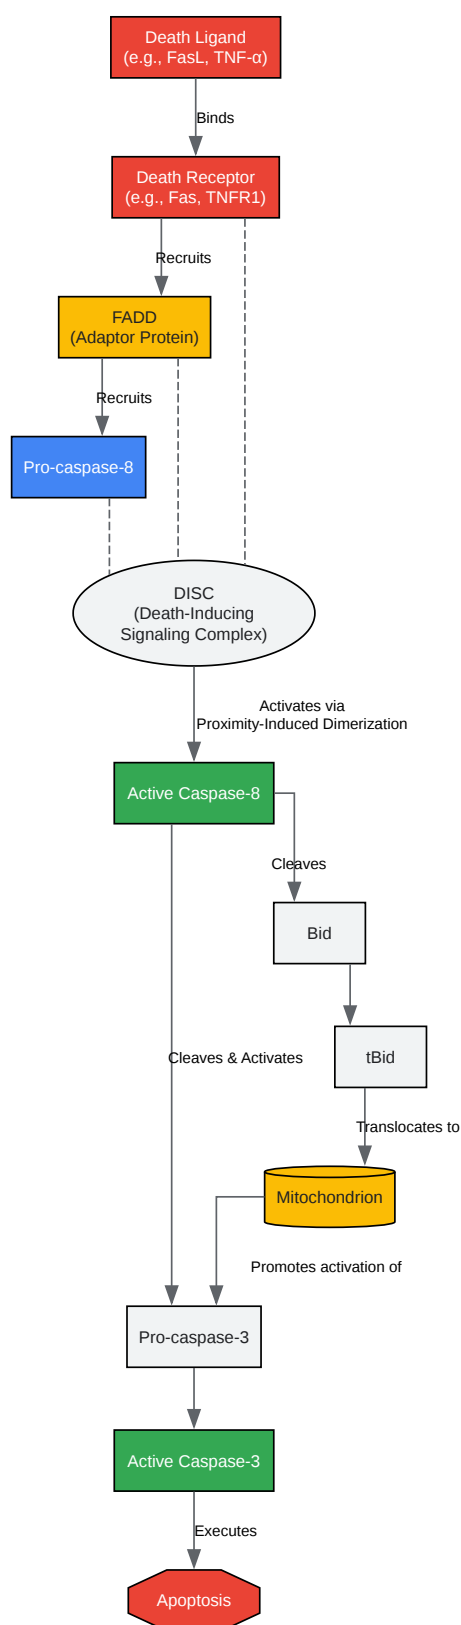 Death Ligand
(e.g., FasL, TNF-α)
Binds
Death Receptor
(e.g., Fas, TNFR1)
Recruits
FADD
(Adaptor Protein)
Recruits
Pro-caspase-8
DISC
(Death-Inducing
Signaling Complex)
Activates via
Proximity-Induced Dimerization
Active Caspase-8
Cleaves
Bid
tBid
Cleaves & Activates
Translocates to
Mitochondrion
Promotes activation of
Pro-caspase-3
Active Caspase-3
Executes
Apoptosis